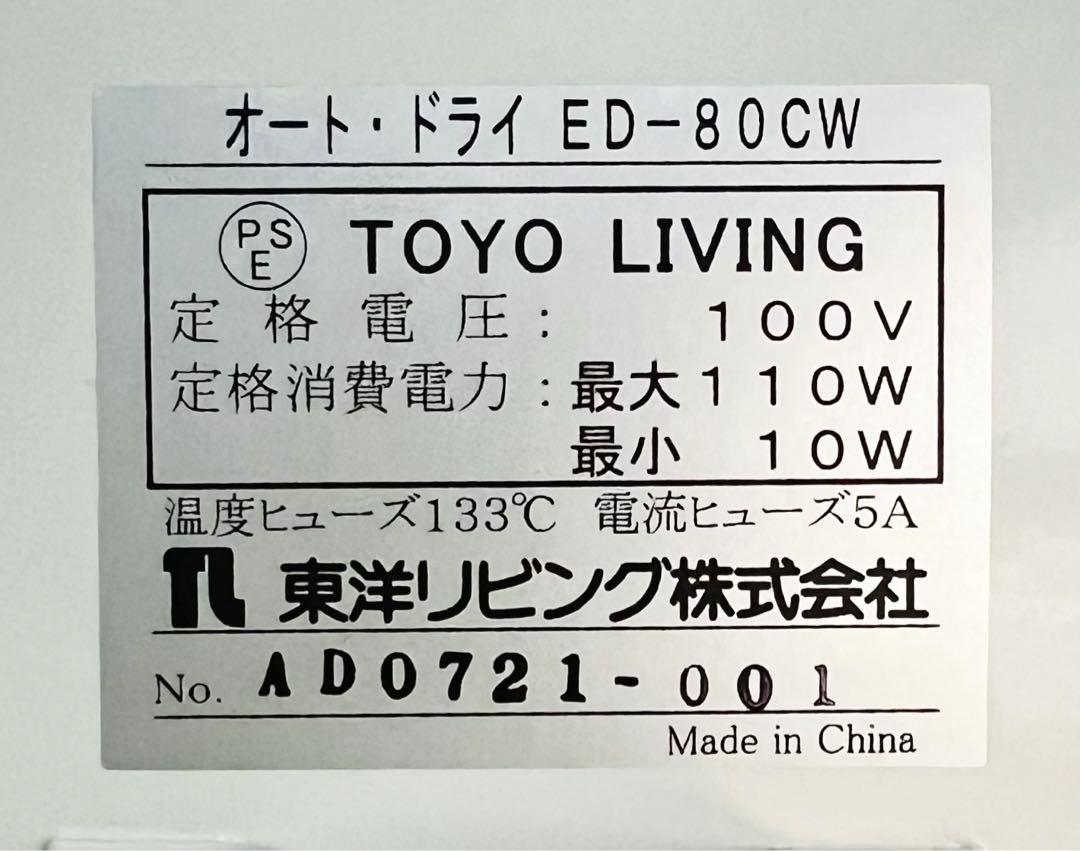 オート・ドライ ED-80CW
PSE TOYO LIVING
定格電圧: 100V
定格消費電力: 最大110W
最小 10W
温度ヒューズ133℃ 電流ヒューズ5A
TL 東洋リビング株式会社
No. AD0721-001
Made in China